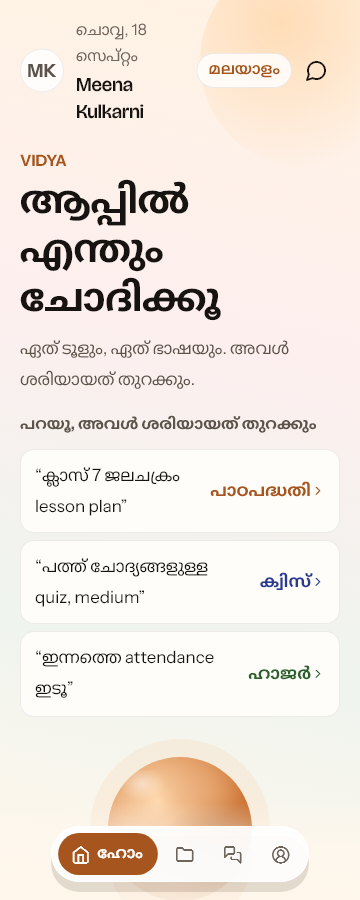 ചൊവ്വ, 18
സെപ്റ്റം
MK
Meena
Kulkarni
മലയാളം
VIDYA
ആപ്പിൽ
എന്തും
ചോദിക്കൂ
ഏത് ടൂളും, ഏത് ഭാഷയും. അവൾ
ശരിയായത് തുറക്കും.
പറയൂ, അവൾ ശരിയായത് തുറക്കും
“ക്ലാസ് 7 ജലചക്രം
lesson plan”
പാഠപദ്ധതി
“പത്ത് ചോദ്യങ്ങളുള്ള
quiz, medium”
ക്വിസ്
“ഇന്നത്തെ attendance
ഇടൂ”
ഹാജർ
ഹോം